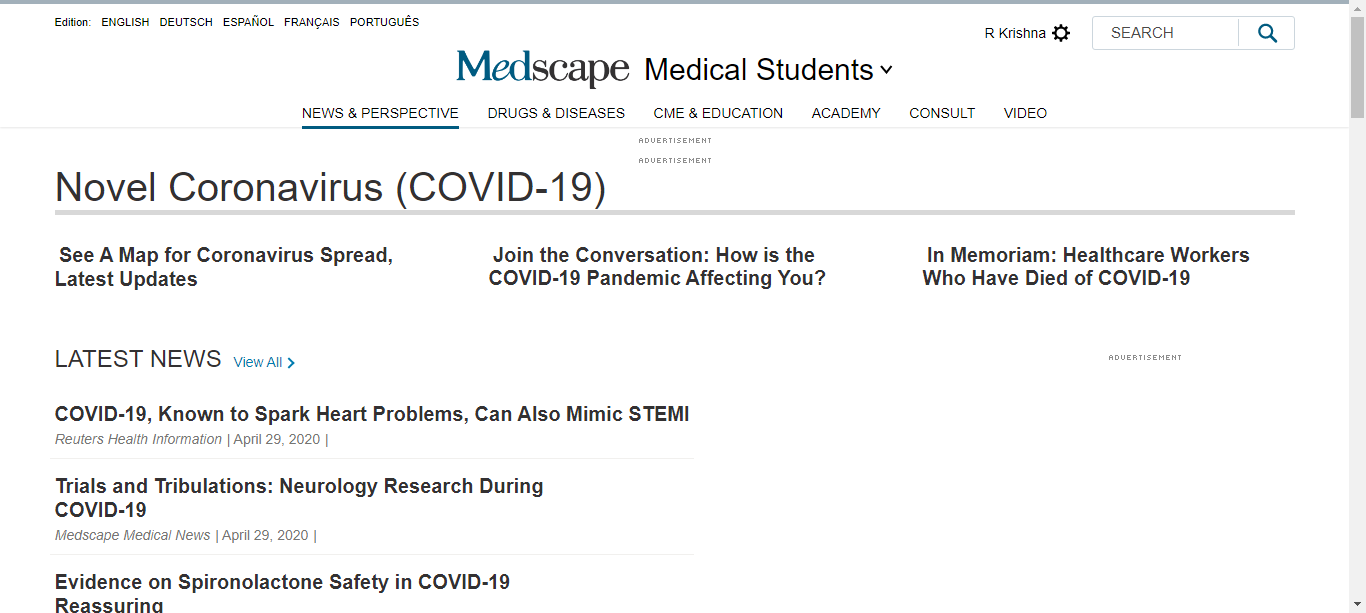 Edition: ENGLISH DEUTSCH ESPAÑOL FRANÇAIS PORTUGUÊS
R Krishna
SEARCH
Medscape Medical Students
NEWS & PERSPECTIVE DRUGS & DISEASES CME & EDUCATION ACADEMY CONSULT VIDEO
ADVERTISEMENT
ADVERTISEMENT
Novel Coronavirus (COVID-19)
See A Map for Coronavirus Spread,
Latest Updates
Join the Conversation: How is the
COVID-19 Pandemic Affecting You?
In Memoriam: Healthcare Workers
Who Have Died of COVID-19
LATEST NEWS View All
ADVERTISEMENT
COVID-19, Known to Spark Heart Problems, Can Also Mimic STEMI
Reuters Health Information | April 29, 2020 |
Trials and Tribulations: Neurology Research During
COVID-19
Medscape Medical News | April 29, 2020 |
Evidence on Spironolactone Safety in COVID-19
Reassuring